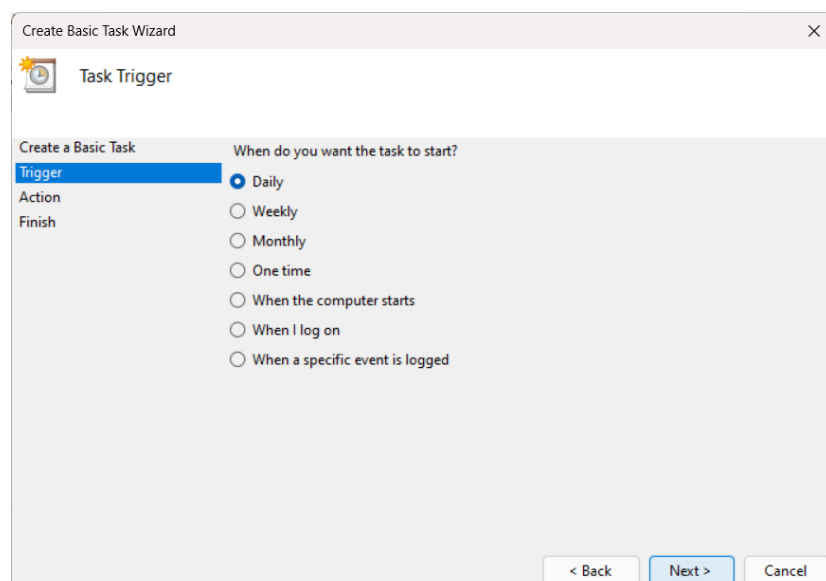 Create Basic Task Wizard
Task Trigger
Create a Basic Task
Trigger
Action
Finish
When do you want the task to start?
Daily
Weekly
Monthly
One time
When the computer starts
When I log on
When a specific event is logged
< Back Next > Cancel